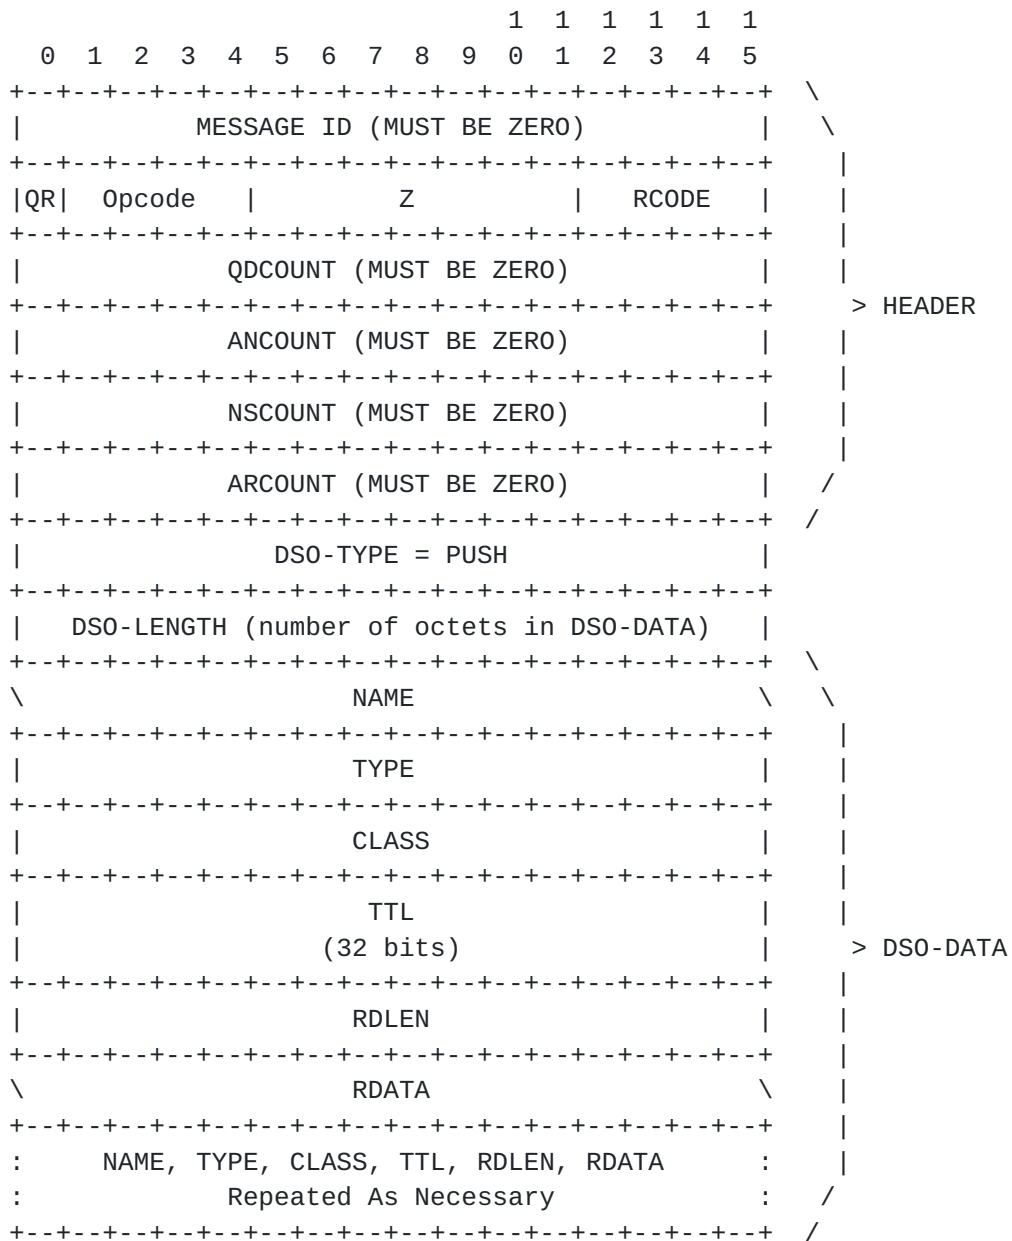 1  1  1  1  1  1
  0  1  2  3  4  5  6  7  8  9  0  1  2  3  4  5
+--+--+--+--+--+--+--+--+--+--+--+--+--+--+--+--+  \
|           MESSAGE ID (MUST BE ZERO)           |   \
+--+--+--+--+--+--+--+--+--+--+--+--+--+--+--+--+    |
|QR|  Opcode   |         Z          |   RCODE   |    |
+--+--+--+--+--+--+--+--+--+--+--+--+--+--+--+--+    |
|             QDCOUNT (MUST BE ZERO)            |    |
+--+--+--+--+--+--+--+--+--+--+--+--+--+--+--+--+     > HEADER
|             ANCOUNT (MUST BE ZERO)            |    |
+--+--+--+--+--+--+--+--+--+--+--+--+--+--+--+--+    |
|             NSCOUNT (MUST BE ZERO)            |    |
+--+--+--+--+--+--+--+--+--+--+--+--+--+--+--+--+    |
|             ARCOUNT (MUST BE ZERO)            |   /
+--+--+--+--+--+--+--+--+--+--+--+--+--+--+--+--+  /
|                DSO-TYPE = PUSH                |
+--+--+--+--+--+--+--+--+--+--+--+--+--+--+--+--+
|   DSO-LENGTH (number of octets in DSO-DATA)   |
+--+--+--+--+--+--+--+--+--+--+--+--+--+--+--+--+  \
\                     NAME                      \   \
+--+--+--+--+--+--+--+--+--+--+--+--+--+--+--+--+    |
|                     TYPE                      |    |
+--+--+--+--+--+--+--+--+--+--+--+--+--+--+--+--+    |
|                     CLASS                     |    |
+--+--+--+--+--+--+--+--+--+--+--+--+--+--+--+--+    |
|                      TTL                      |    |
|                   (32 bits)                   |     > DSO-DATA
+--+--+--+--+--+--+--+--+--+--+--+--+--+--+--+--+    |
|                     RDLEN                     |    |
+--+--+--+--+--+--+--+--+--+--+--+--+--+--+--+--+    |
\                     RDATA                     \    |
+--+--+--+--+--+--+--+--+--+--+--+--+--+--+--+--+    |
:     NAME, TYPE, CLASS, TTL, RDLEN, RDATA      :    |
:             Repeated As Necessary             :   /
+--+--+--+--+--+--+--+--+--+--+--+--+--+--+--+--+  /